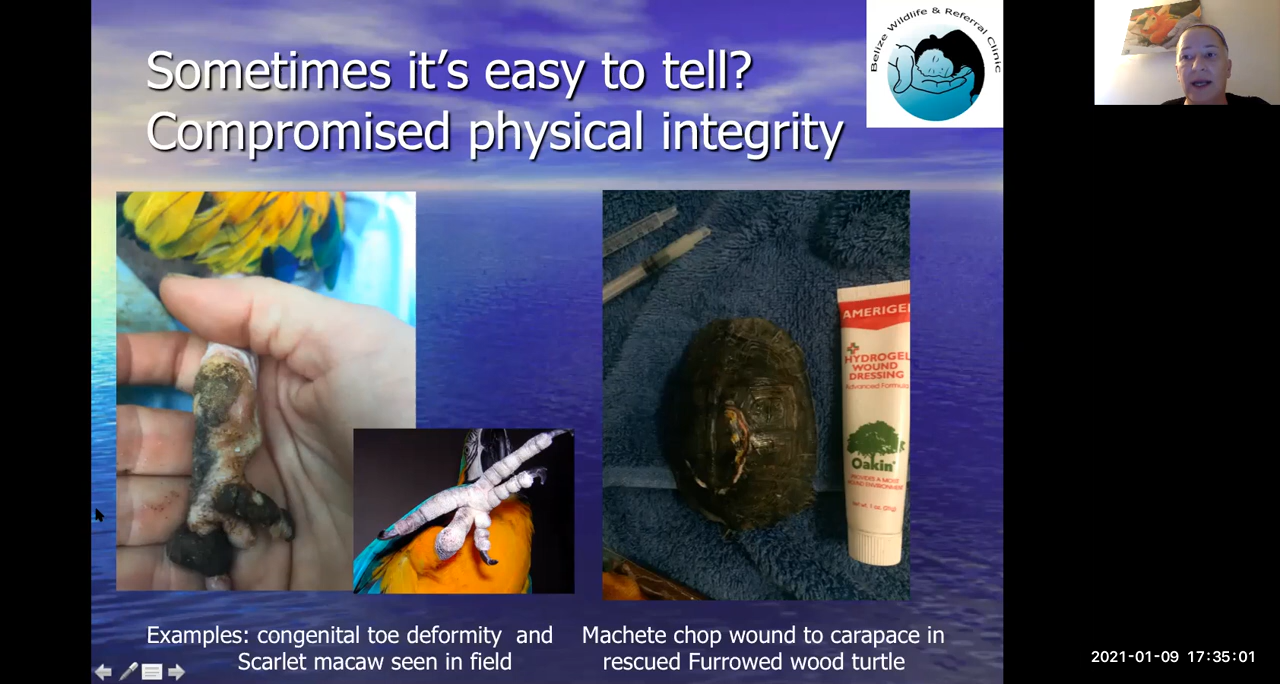 Sometimes it's easy to tell?
Compromised physical integrity
Belize Wildlife & Referral Clinic
AMERIGEL
HYDROGEL
WOUND
DRESSING
Advanced Formula
Oakin
Examples: congenital toe deformity and
Scarlet macaw seen in field
Machete chop wound to carapace in
rescued Furrowed wood turtle
2021-01-09 17:35:01